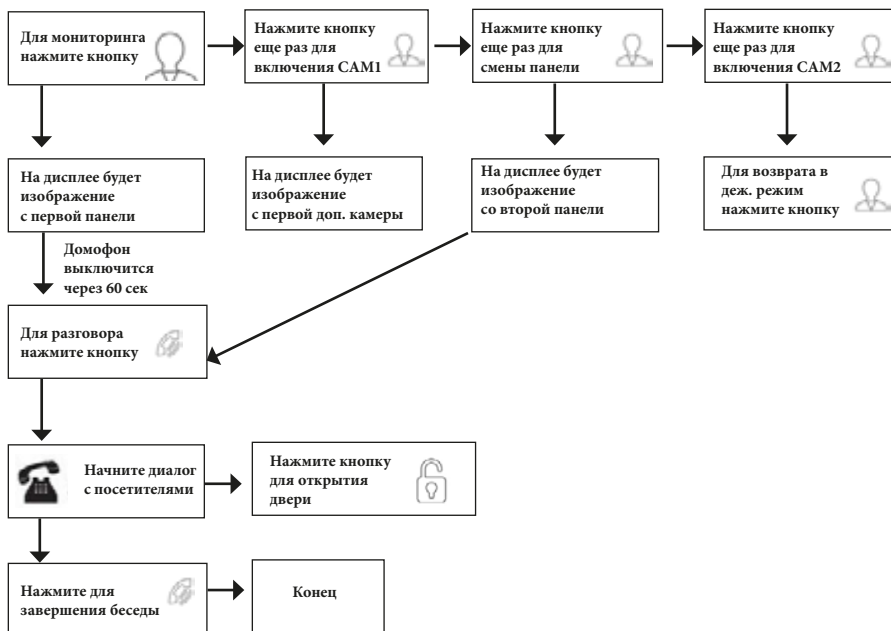 Для мониторинга
нажмите кнопку
Нажмите кнопку
еще раз для
включения CAM1
Нажмите кнопку
еще раз для
смены панели
Нажмите кнопку
еще раз для
включения CAM2
На дисплее будет
изображение
с первой панели
На дисплее будет
изображение
с первой доп. камеры
На дисплее будет
изображение
со второй панели
Для возврата в
деж. режим
нажмите кнопку
Домофон
выключится
через 60 сек
Для разговора
нажмите кнопку
Начните диалог
с посетителями
Нажмите кнопку
для открытия
двери
Нажмите для
завершения беседы
Конец